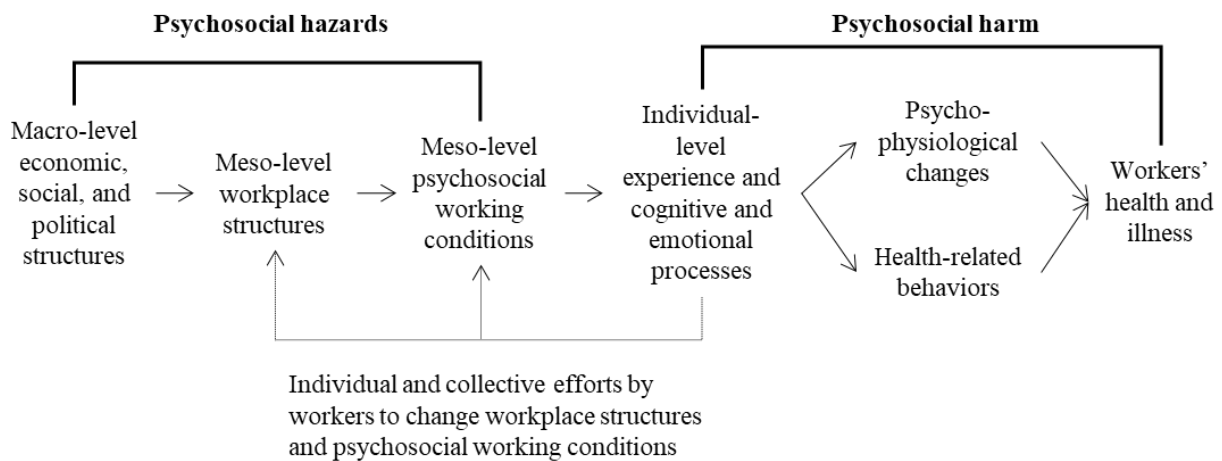 Psychosocial hazards
Psychosocial harm
Macro-level
economic,
social, and
political
structures
Meso-level
workplace
structures
Meso-level
psychosocial
working
conditions
Individual-
level
experience and
cognitive and
emotional
processes
Psycho-
physiological
changes
Health-related
behaviors
Workers’
health and
illness
Individual and collective efforts by
workers to change workplace structures
and psychosocial working conditions